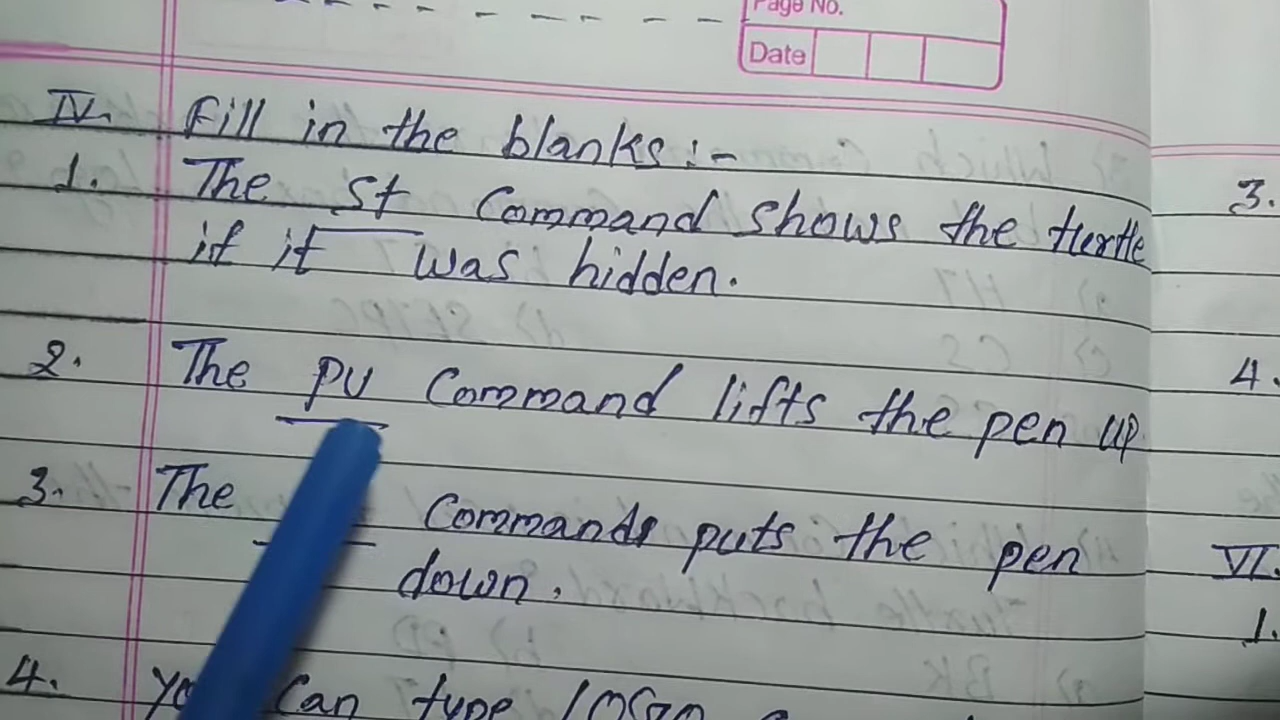 Page No.
Date
IV. Fill in the blanks :-
1. The St Command shows the turtle
if it was hidden.
2. The PU Command lifts the pen up
3. The Commands puts the pen
down.
4. Can type LOGO
3.
4.
VI.
1.